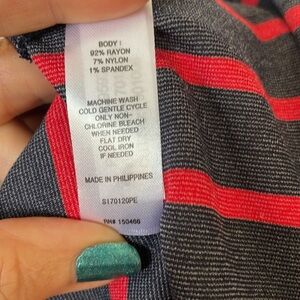 BODY :
92% RAYON
7% NYLON
1% SPANDEX
MACHINE WASH
COLD GENTLE CYCLE
ONLY NON-
CHLORINE BLEACH
WHEN NEEDED
FLAT DRY
COOL IRON
IF NEEDED
MADE IN PHILIPPINES
S170120PE
RN# 150466